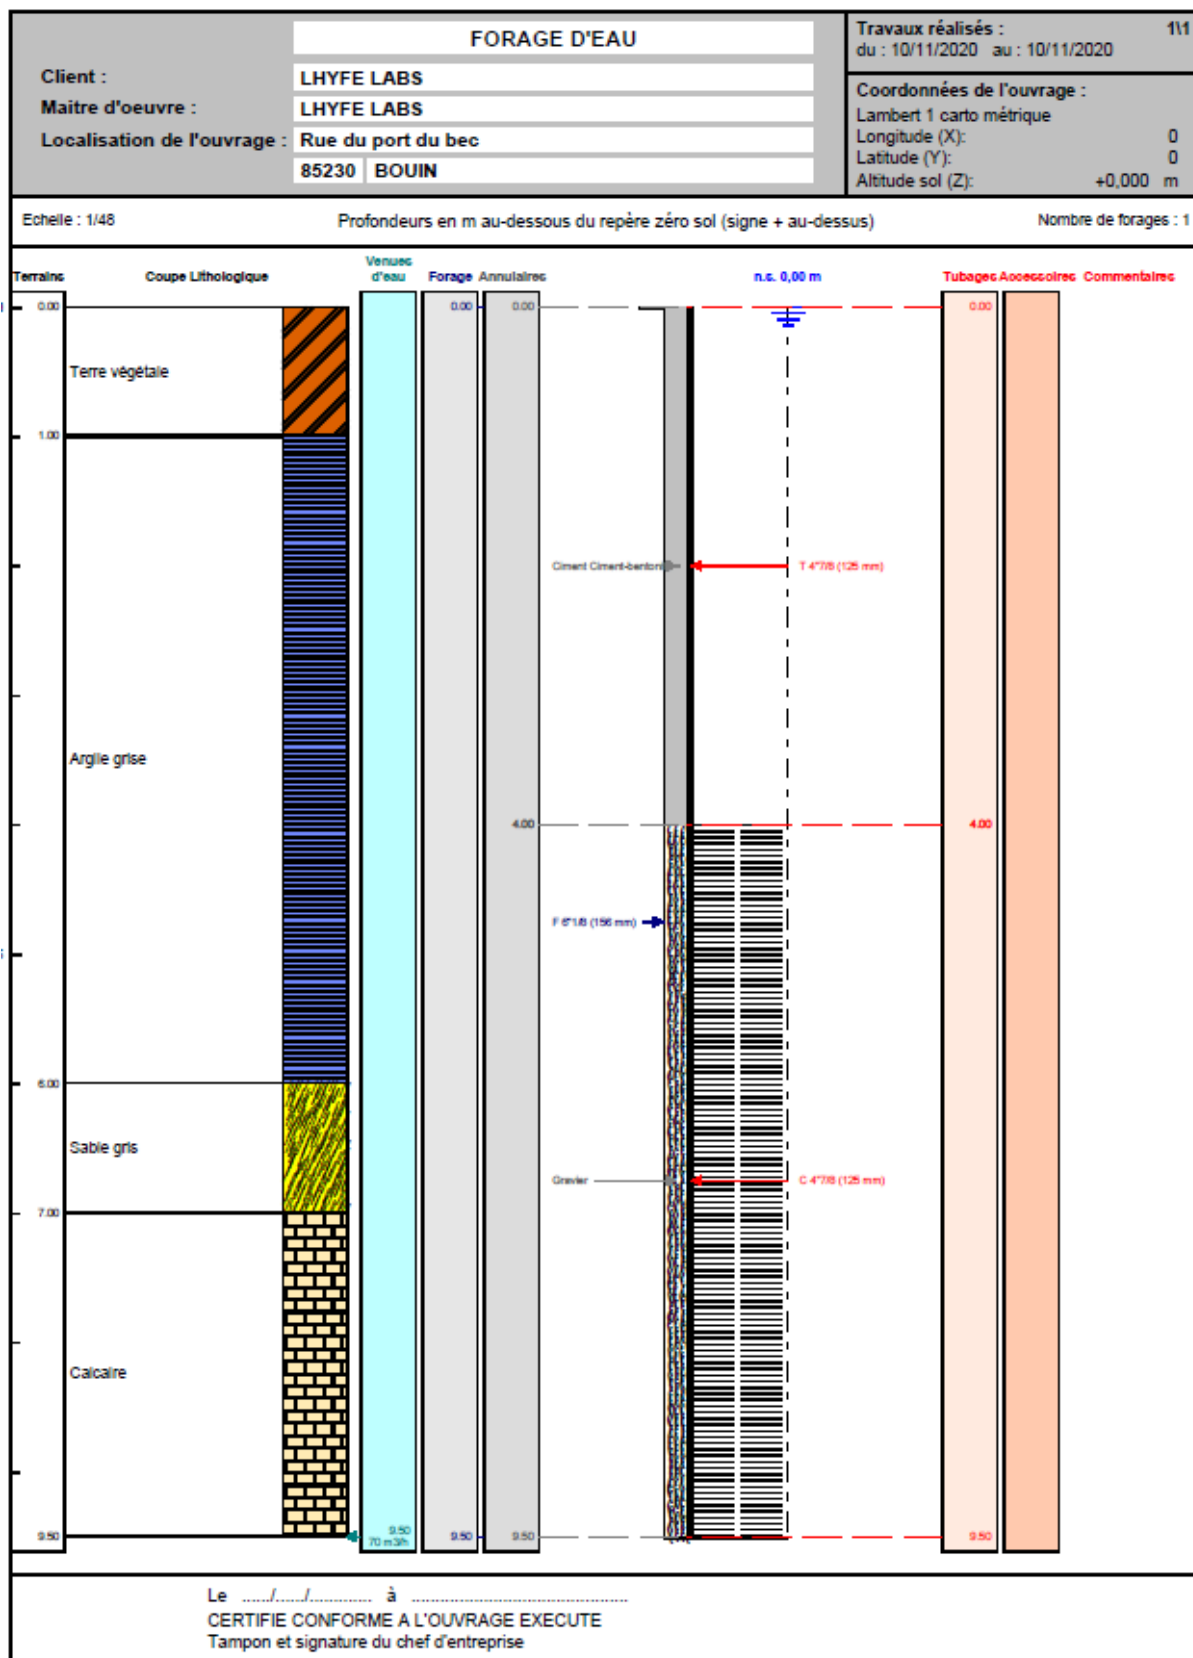 FORAGE D'EAU
Travaux réalisés : 1\1
du : 10/11/2020 au : 10/11/2020
Client : LHYFE LABS
Maitre d'oeuvre : LHYFE LABS
Localisation de l'ouvrage : Rue du port du bec
85230 BOUIN
Coordonnées de l'ouvrage :
Lambert 1 carto métrique
Longitude (X): 0
Latitude (Y): 0
Altitude sol (Z): +0,000 m
Echelle : 1/48 Profondeurs en m au-dessous du repère zéro sol (signe + au-dessus) Nombre de forages : 1
Terrains Coupe Lithologique Venues d'eau Forage Annulaires n.s. 0,00 m Tubages Accessoires Commentaires
0.00 0.00 0.00 0.00
Terre végétale
1.00
Ciment Ciment-benton T 4"7/8 (125 mm)
Argile grise
4.00 4.00
F 6"1/8 (156 mm)
6.00
Sable gris
Gravier C 4"7/8 (125 mm)
7.00
Calcaire
9.50 9.50 9.50 9.50 9.50
70 m3/h
Le ....../....../............. à ................................................
CERTIFIE CONFORME A L'OUVRAGE EXECUTE
Tampon et signature du chef d'entreprise